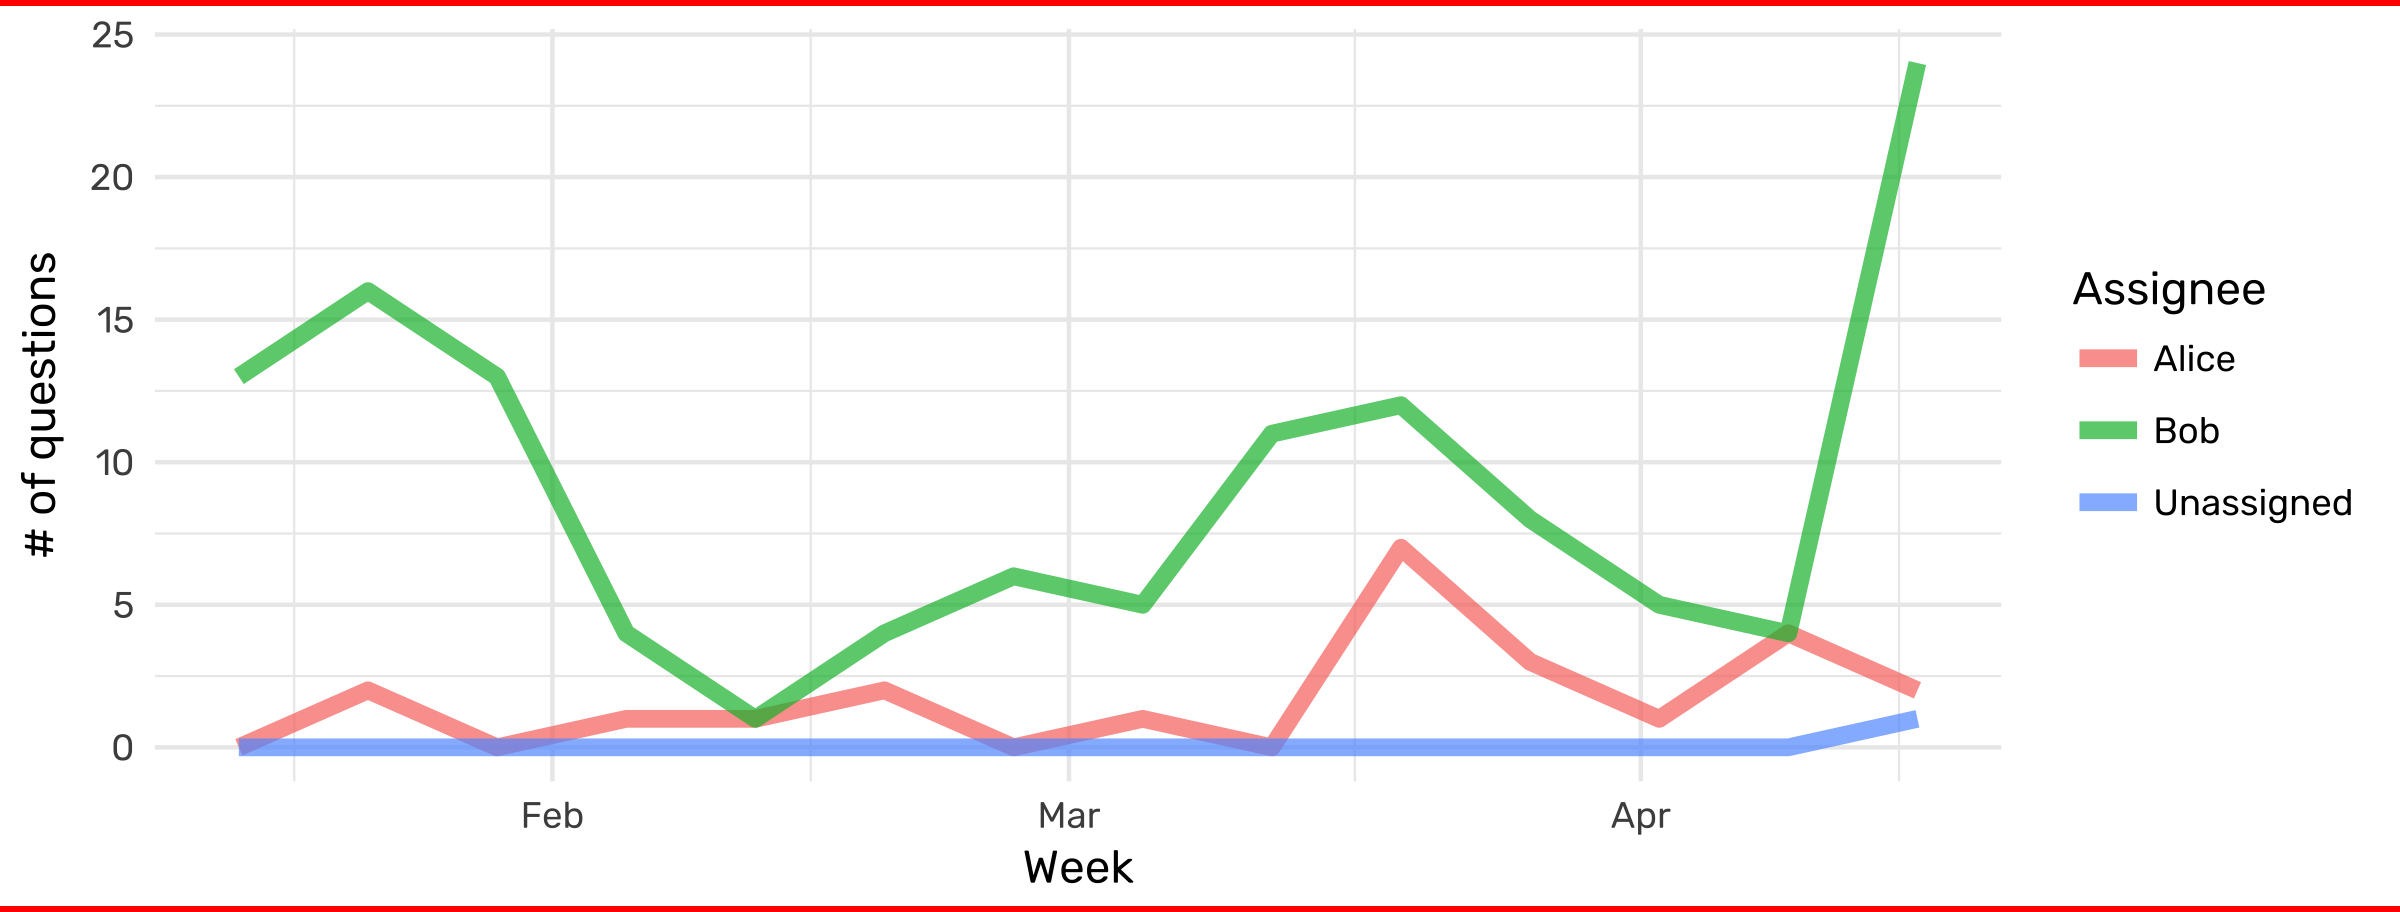 25
20
15
10
5
0
# of questions
Feb
Mar
Apr
Week
Assignee
Alice
Bob
Unassigned